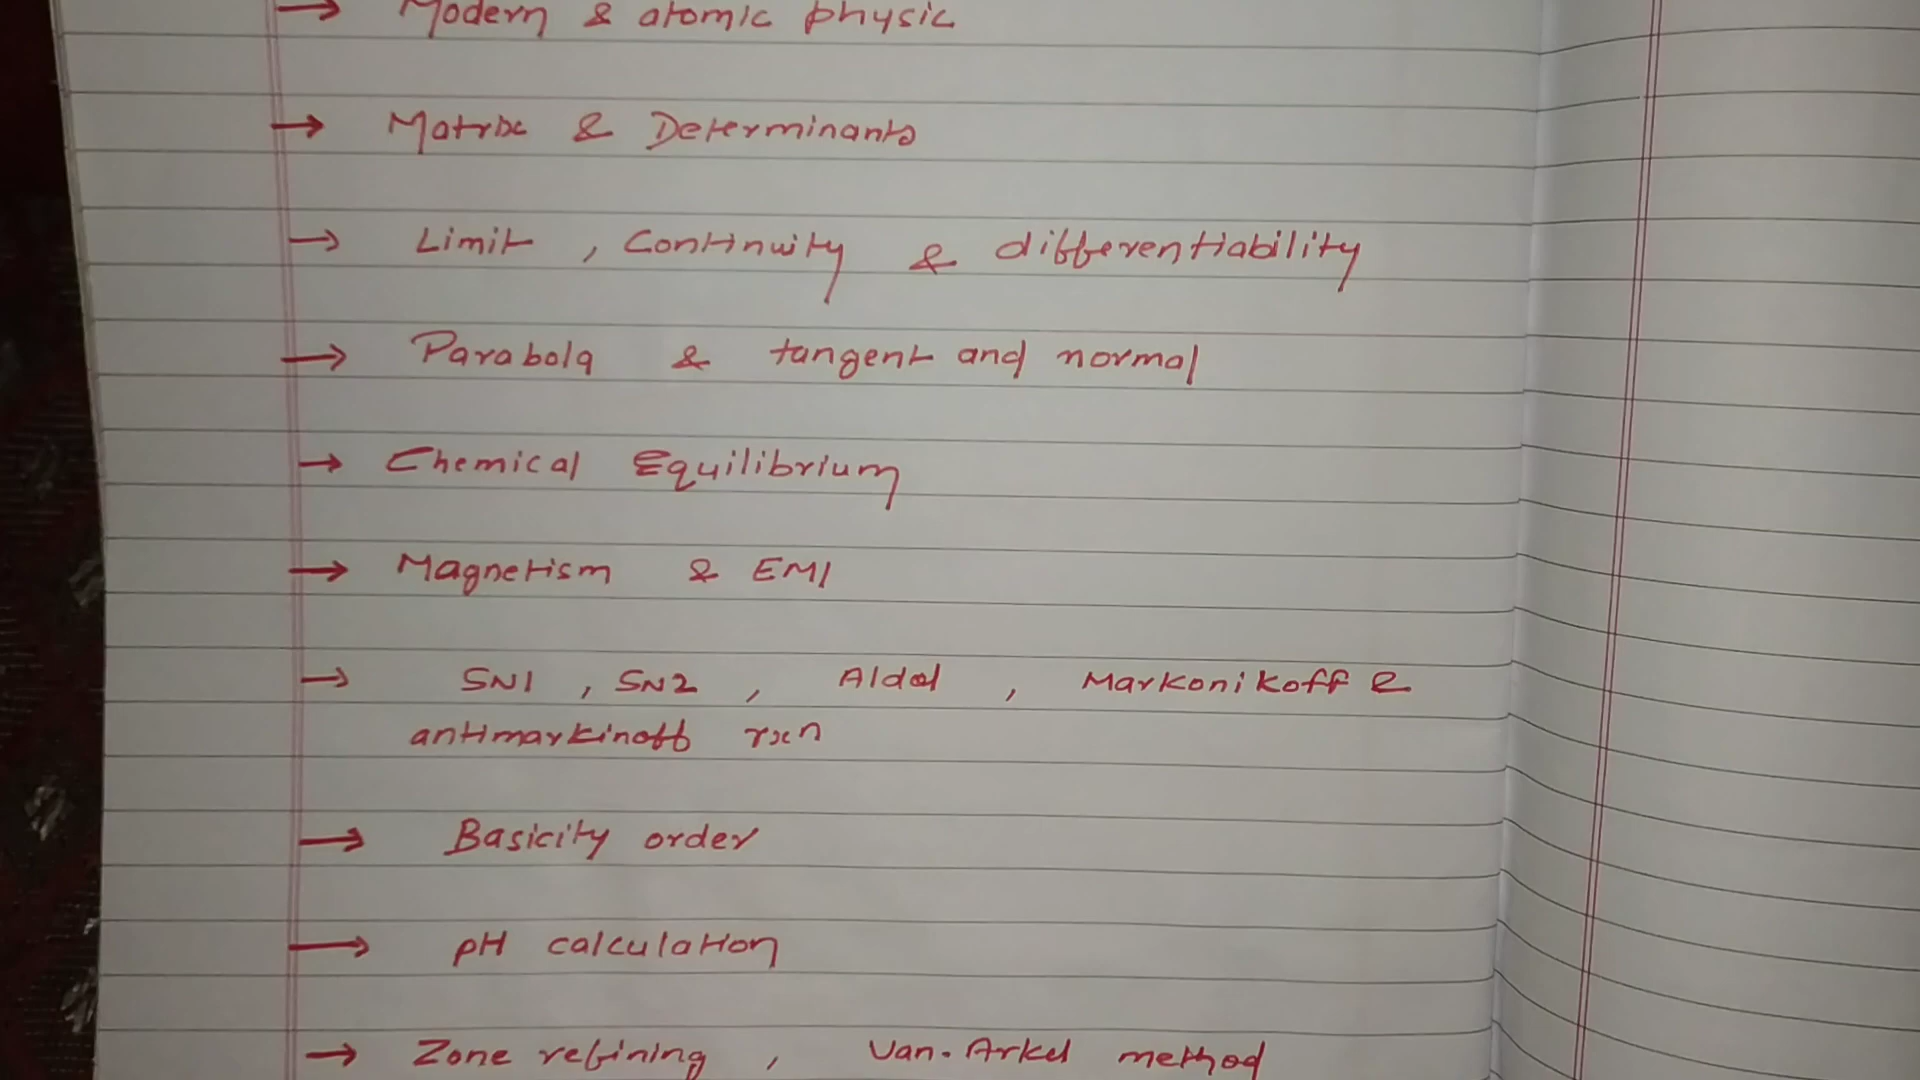 → Modern & atomic physic
→ Matrix & Determinants
→ Limit , Continuity & differentiability
→ Parabola & tangent and normal
→ Chemical Equilibrium
→ Magnetism & EMI
→ SN1 , SN2 , Aldol , Markonikoff &
antimarkinoff rxn
→ Basicity order
→ pH calculation
→ Zone refining , Van-Arkel method